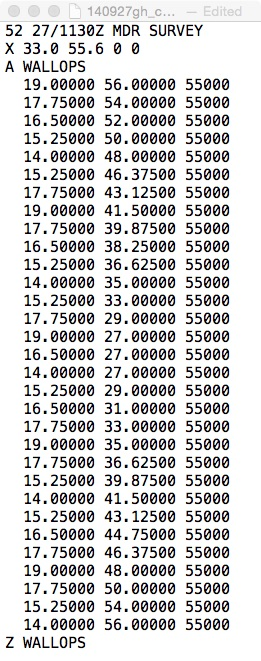 140927gh_c... — Edited
52 27/1130Z MDR SURVEY
X 33.0 55.6 0 0
A WALLOPS
19.00000 56.00000 55000
17.75000 54.00000 55000
16.50000 52.00000 55000
15.25000 50.00000 55000
14.00000 48.00000 55000
15.25000 46.37500 55000
17.75000 43.12500 55000
19.00000 41.50000 55000
17.75000 39.87500 55000
16.50000 38.25000 55000
15.25000 36.62500 55000
14.00000 35.00000 55000
15.25000 33.00000 55000
17.75000 29.00000 55000
19.00000 27.00000 55000
16.50000 27.00000 55000
14.00000 27.00000 55000
15.25000 29.00000 55000
16.50000 31.00000 55000
17.75000 33.00000 55000
19.00000 35.00000 55000
17.75000 36.62500 55000
15.25000 39.87500 55000
14.00000 41.50000 55000
15.25000 43.12500 55000
16.50000 44.75000 55000
17.75000 46.37500 55000
19.00000 48.00000 55000
17.75000 50.00000 55000
15.25000 54.00000 55000
14.00000 56.00000 55000
Z WALLOPS